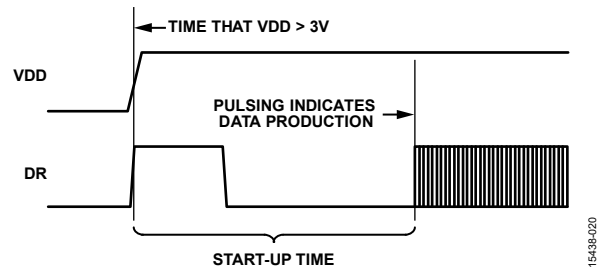 TIME THAT VDD > 3V
VDD
PULSING INDICATES
DATA PRODUCTION
DR
START-UP TIME
15438-020